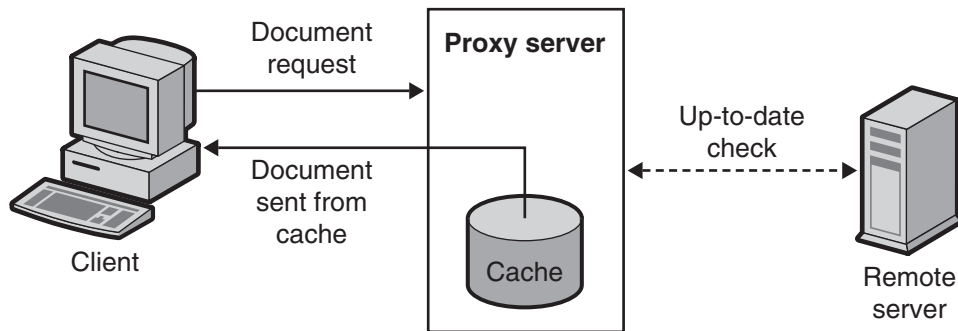 Document
request
Proxy server
Up-to-date
check
Document
sent from
cache
Client
Cache
Remote
server